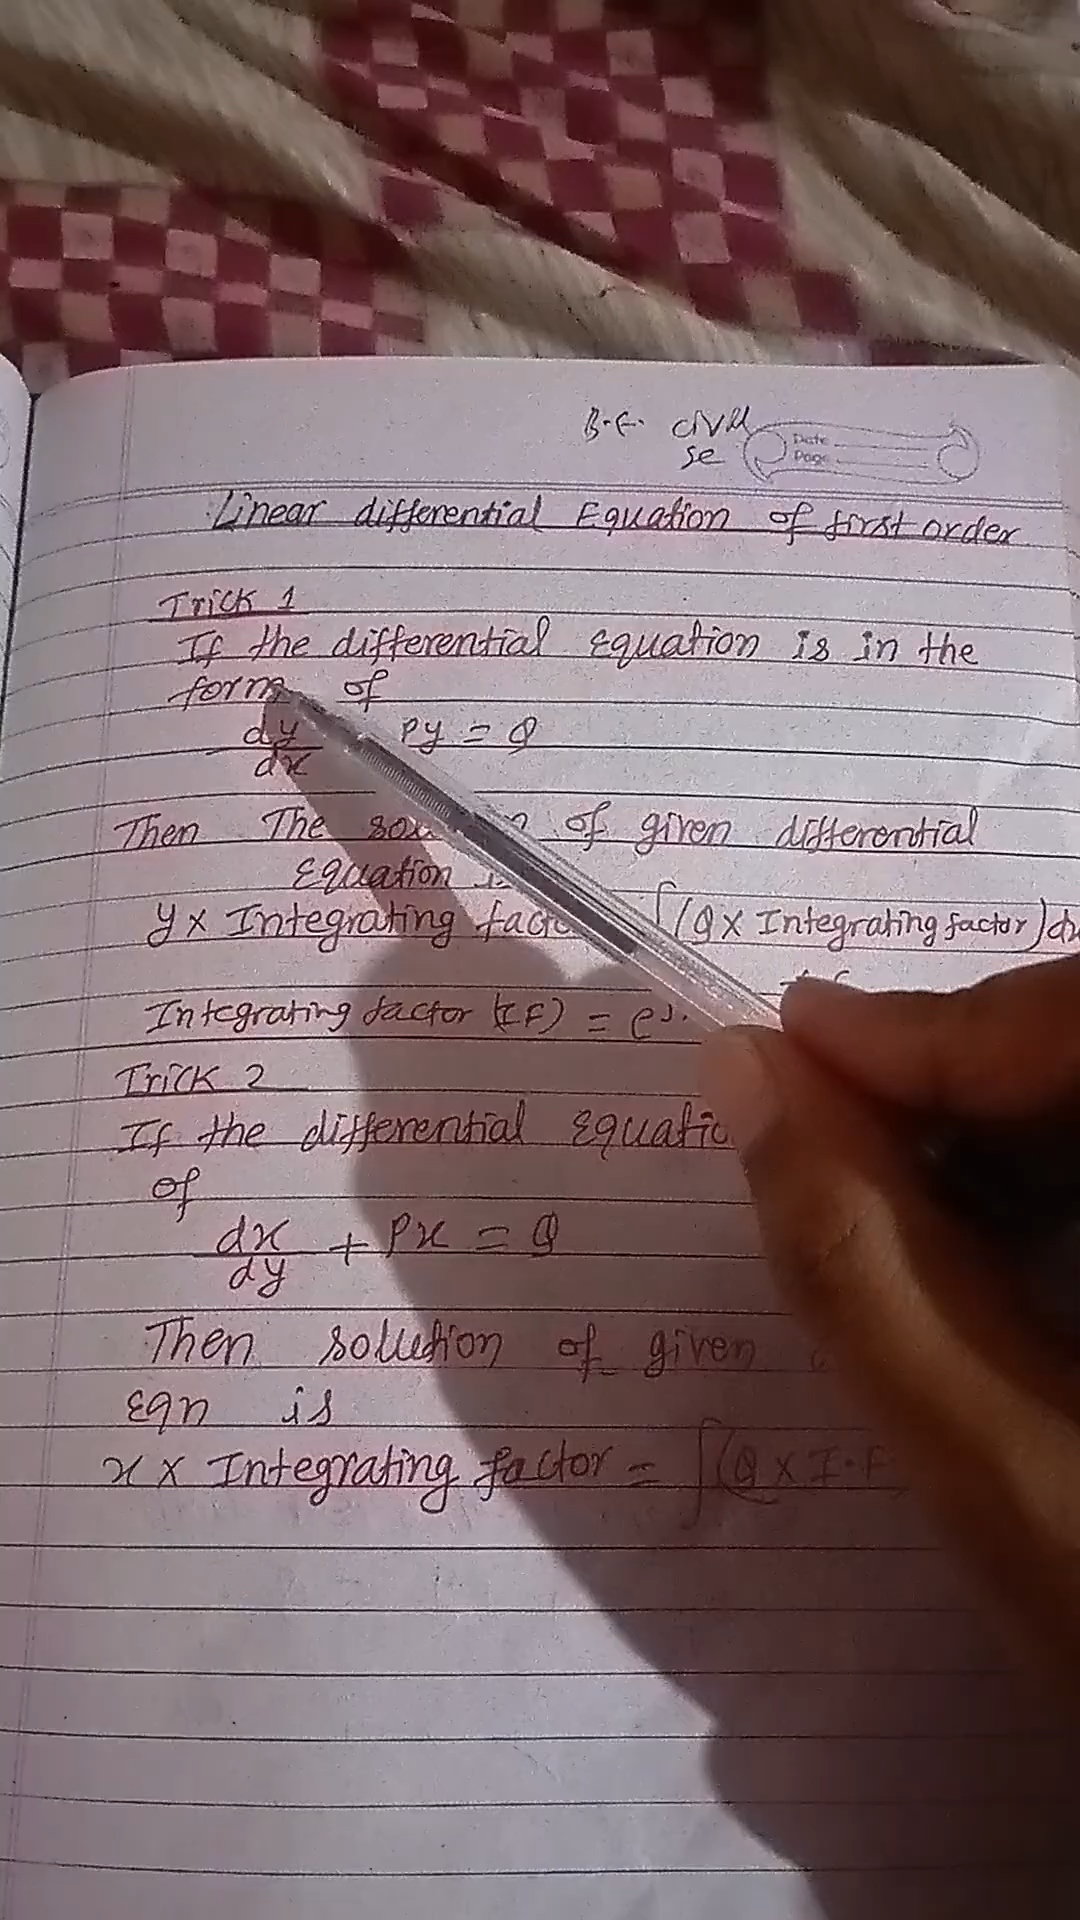 B.E. civil
se
Date
Page
Linear differential Equation of first order
Trick 1
If the differential equation is in the
form of
dy
dx
Py = Q
Then The of given differential
Equation
y x Integrating ∫(Q x Integrating factor)dx
Integrating factor (IF) = e
Trick 2
If the differential
of
dx
dy
+ Px = Q
Then solution of given
Eqn is
x x Integrating factor = ∫(Q x I.F